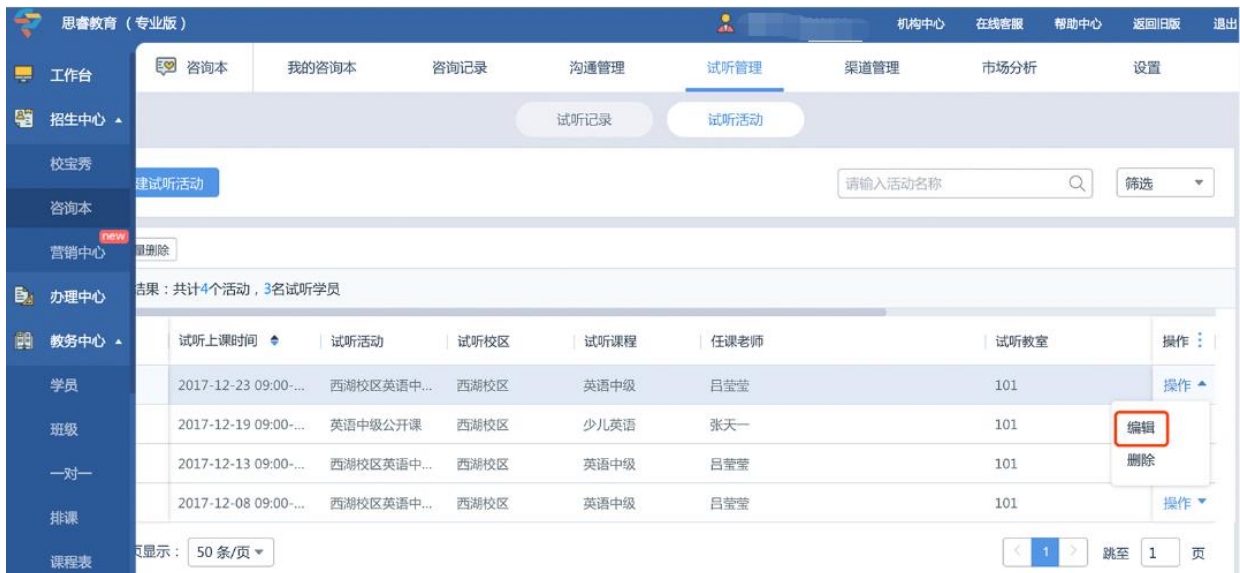 思睿教育（专业版）
机构中心 在线客服 帮助中心 返回旧版 退出
工作台
招生中心
校宝秀
咨询本
营销中心 new
办理中心
教务中心
学员
班级
一对一
排课
课程表
咨询本 我的咨询本 咨询记录 沟通管理 试听管理 渠道管理 市场分析 设置
试听记录 试听活动
建试听活动 请输入活动名称 筛选
量删除
结果：共计4个活动，3名试听学员
试听上课时间 试听活动 试听校区 试听课程 任课老师 试听教室 操作
2017-12-23 09:00-... 西湖校区英语中... 西湖校区 英语中级 吕莹莹 101 操作
2017-12-19 09:00-... 英语中级公开课 西湖校区 少儿英语 张天一 101
2017-12-13 09:00-... 西湖校区英语中... 西湖校区 英语中级 吕莹莹 101
2017-12-08 09:00-... 西湖校区英语中... 西湖校区 英语中级 吕莹莹 101 操作
编辑
删除
页显示： 50 条/页 < 1 > 跳至 1 页